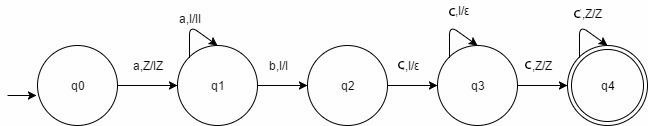 a,I/II
c,I/ε
c,Z/Z
a,Z/IZ
b,I/I
c,I/ε
c,Z/Z
q0
q1
q2
q3
q4